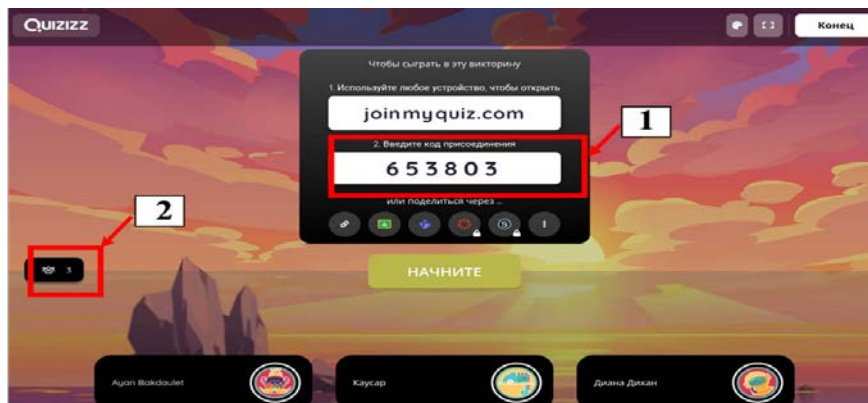 QUIZIZZ
Конец
Чтобы сыграть в эту викторину
1. Используйте любое устройство, чтобы открыть
joinmyquiz.com
1
2. Введите код присоединения
653803
или поделиться через ..
2
3
НАЧНИТЕ
Ayan Bakdaulet
Каусар
Диана Дихан